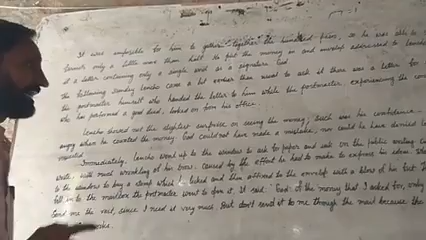 It was impossible for him to gather together the hundred pesos, so he was able to
a little more than half. He put the money in an envelope addressed to Lencho
a letter containing only a single word as a signature: God
the following Sunday Lencho came a bit earlier than usual to ask if there was a letter for
the postmaster himself who handed the letter to him while the postmaster, experiencing the
who has performed a good deed, looked on from his office.
Lencho showed not the slightest surprise on seeing the money; such was his confidence
angry when he counted the money. God could not have made a mistake, nor could he have denied
requested
Immediately, Lencho went up to the window to ask for paper and ink. on the public writing
write, with much wrinkling of his brow. caused by the effort he had to make to express his ideas.
to the window to buy a stamp which he licked and then affixed to the envelope with a blow of his fist.
fell into the mailbox the postmaster went to open it. It said: "God: of the money that I asked for, only
send me the rest, since I need it very much. But don't send it to me through the mail because the